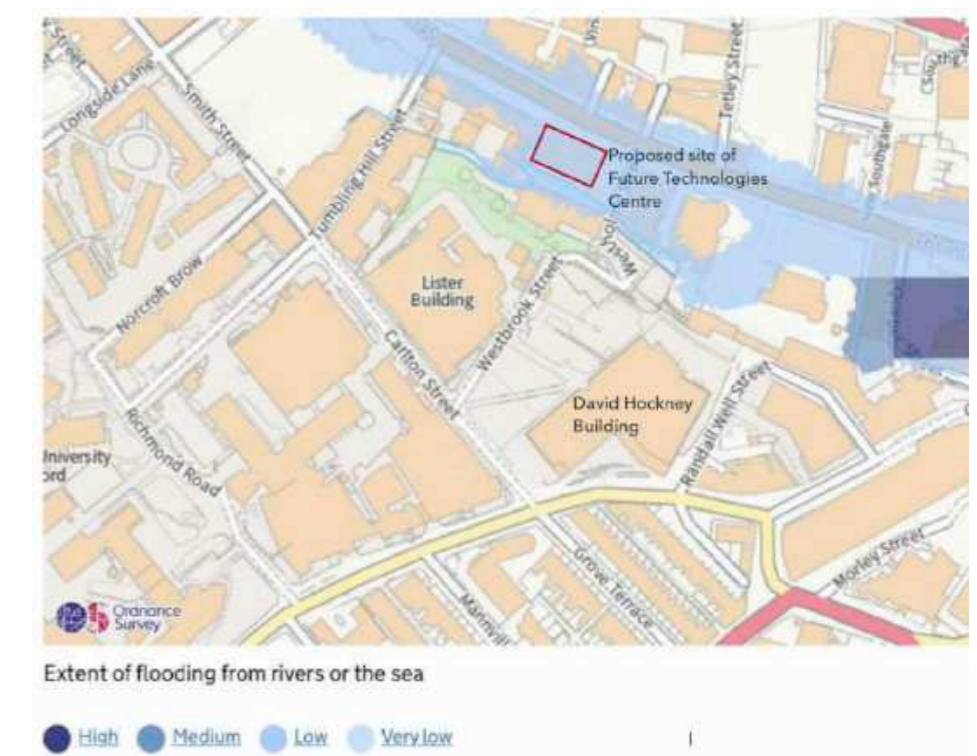 Longside Lane
Smith Street
Tumbling Hill Street
Tetley Street
Southgate
Proposed site of
Future Technologies
Centre
Lister
Building
Norcroft Brow
Westbrook Street
Carlton Street
David Hockney
Building
Randall Well Street
Richmond Road
Grove Terrace
Morley Street
Ordnance
Survey
Extent of flooding from rivers or the sea
High Medium Low Very low